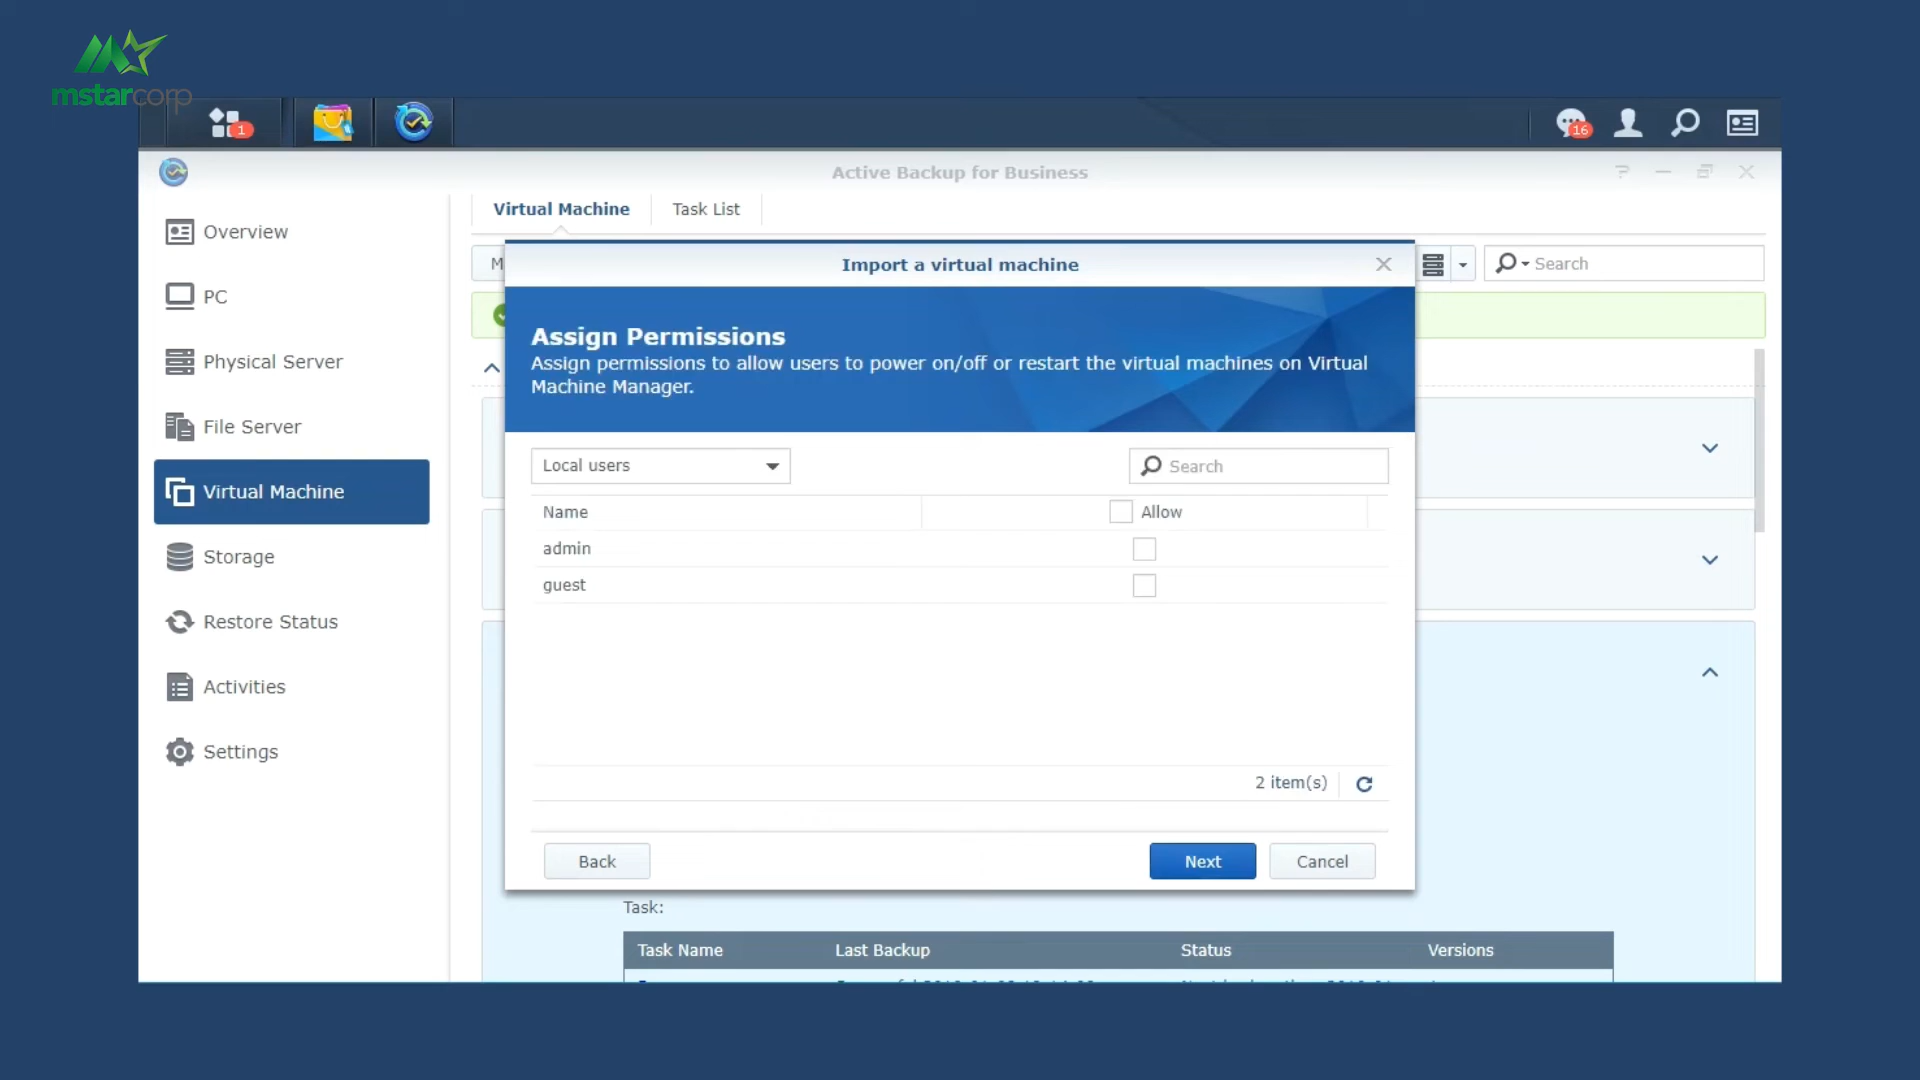 mstarcorp
1
16
Active Backup for Business
Overview
PC
Physical Server
File Server
Virtual Machine
Storage
Restore Status
Activities
Settings
Virtual Machine
Task List
M
Search
Import a virtual machine
Assign Permissions
Assign permissions to allow users to power on/off or restart the virtual machines on Virtual
Machine Manager.
Local users
Search
Name
Allow
admin
guest
2 item(s)
Back
Next
Cancel
Task:
Task Name
Last Backup
Status
Versions